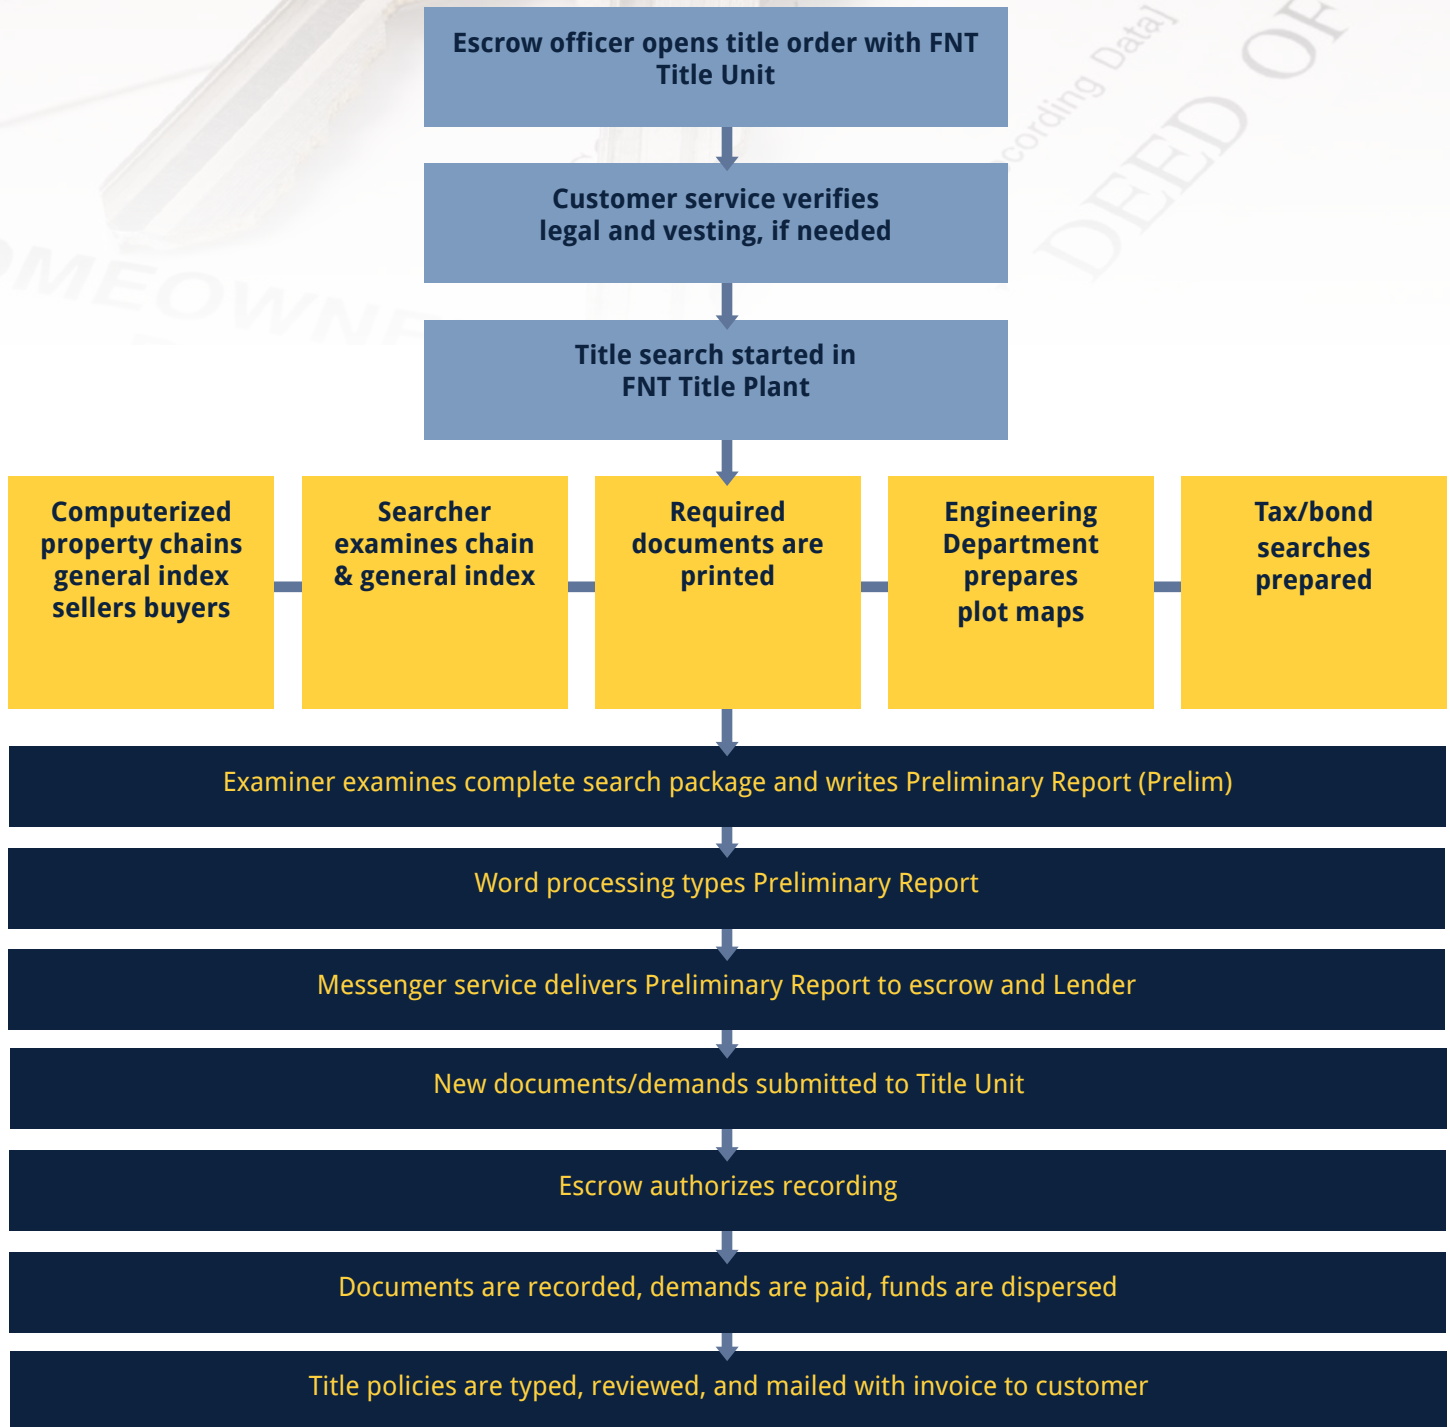 Escrow officer opens title order with FNT
Title Unit
Data]
DEED OF
Customer service verifies
legal and vesting, if needed
Title search started in
FNT Title Plant
Computerized
property chains
general index
sellers buyers
Searcher
examines chain
& general index
Required
documents are
printed
Engineering
Department
prepares
plot maps
Tax/bond
searches
prepared
Examiner examines complete search package and writes Preliminary Report (Prelim)
Word processing types Preliminary Report
Messenger service delivers Preliminary Report to escrow and Lender
New documents/demands submitted to Title Unit
Escrow authorizes recording
Documents are recorded, demands are paid, funds are dispersed
Title policies are typed, reviewed, and mailed with invoice to customer